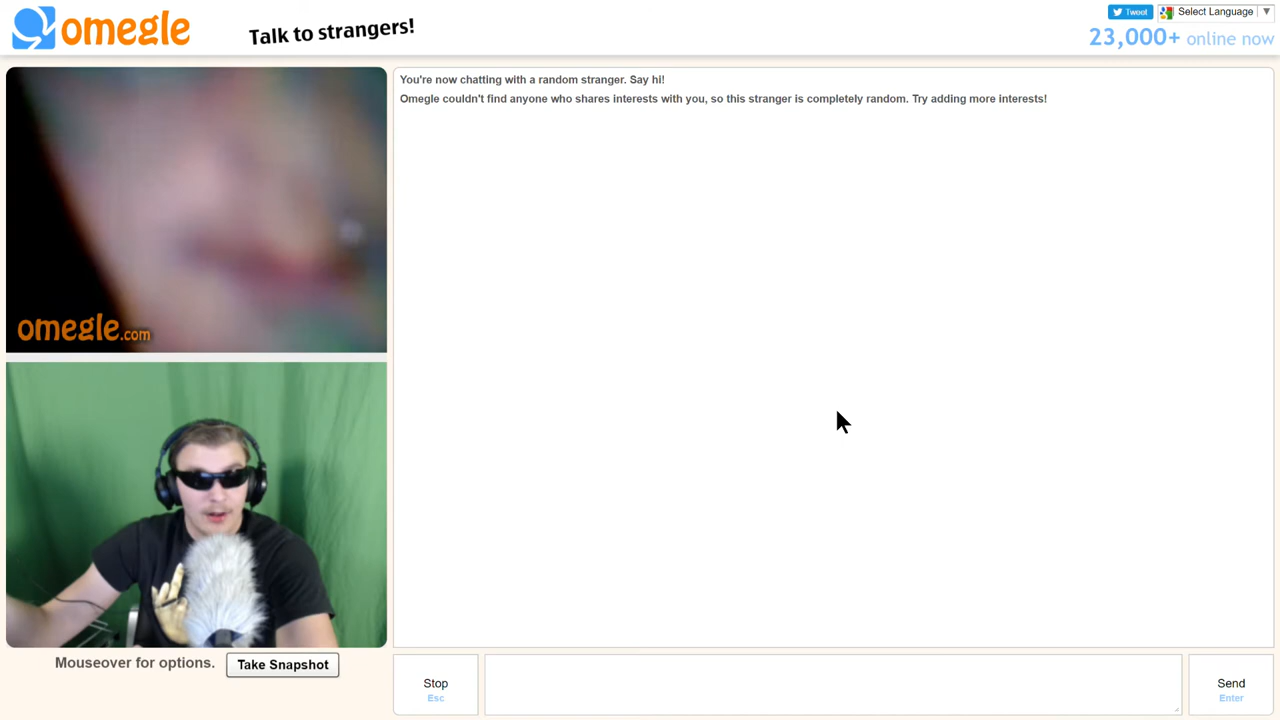 omegle
Talk to strangers!
Tweet
Select Language
23,000+ online now
You're now chatting with a random stranger. Say hi!
Omegle couldn't find anyone who shares interests with you, so this stranger is completely random. Try adding more interests!
omegle.com
Mouseover for options.
Take Snapshot
Stop
Esc
Send
Enter